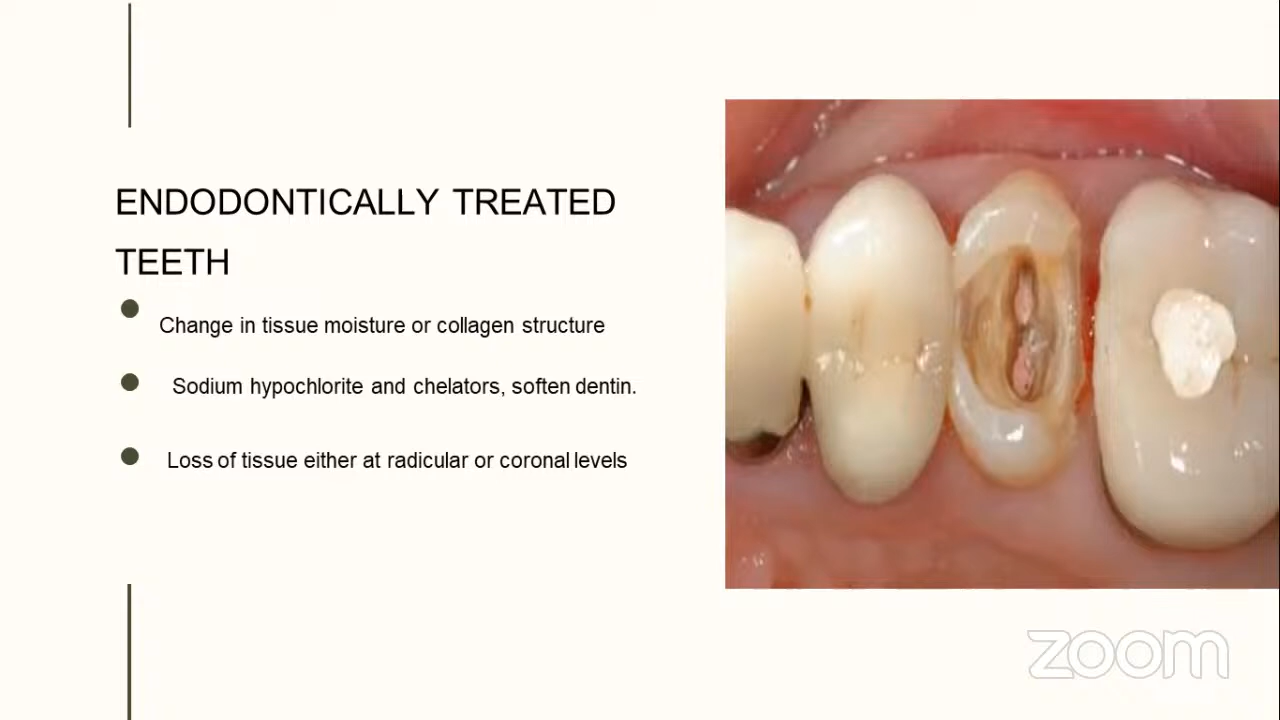 ENDODONTICALLY TREATED
TEETH
Change in tissue moisture or collagen structure
Sodium hypochlorite and chelators, soften dentin.
Loss of tissue either at radicular or coronal levels
zoom